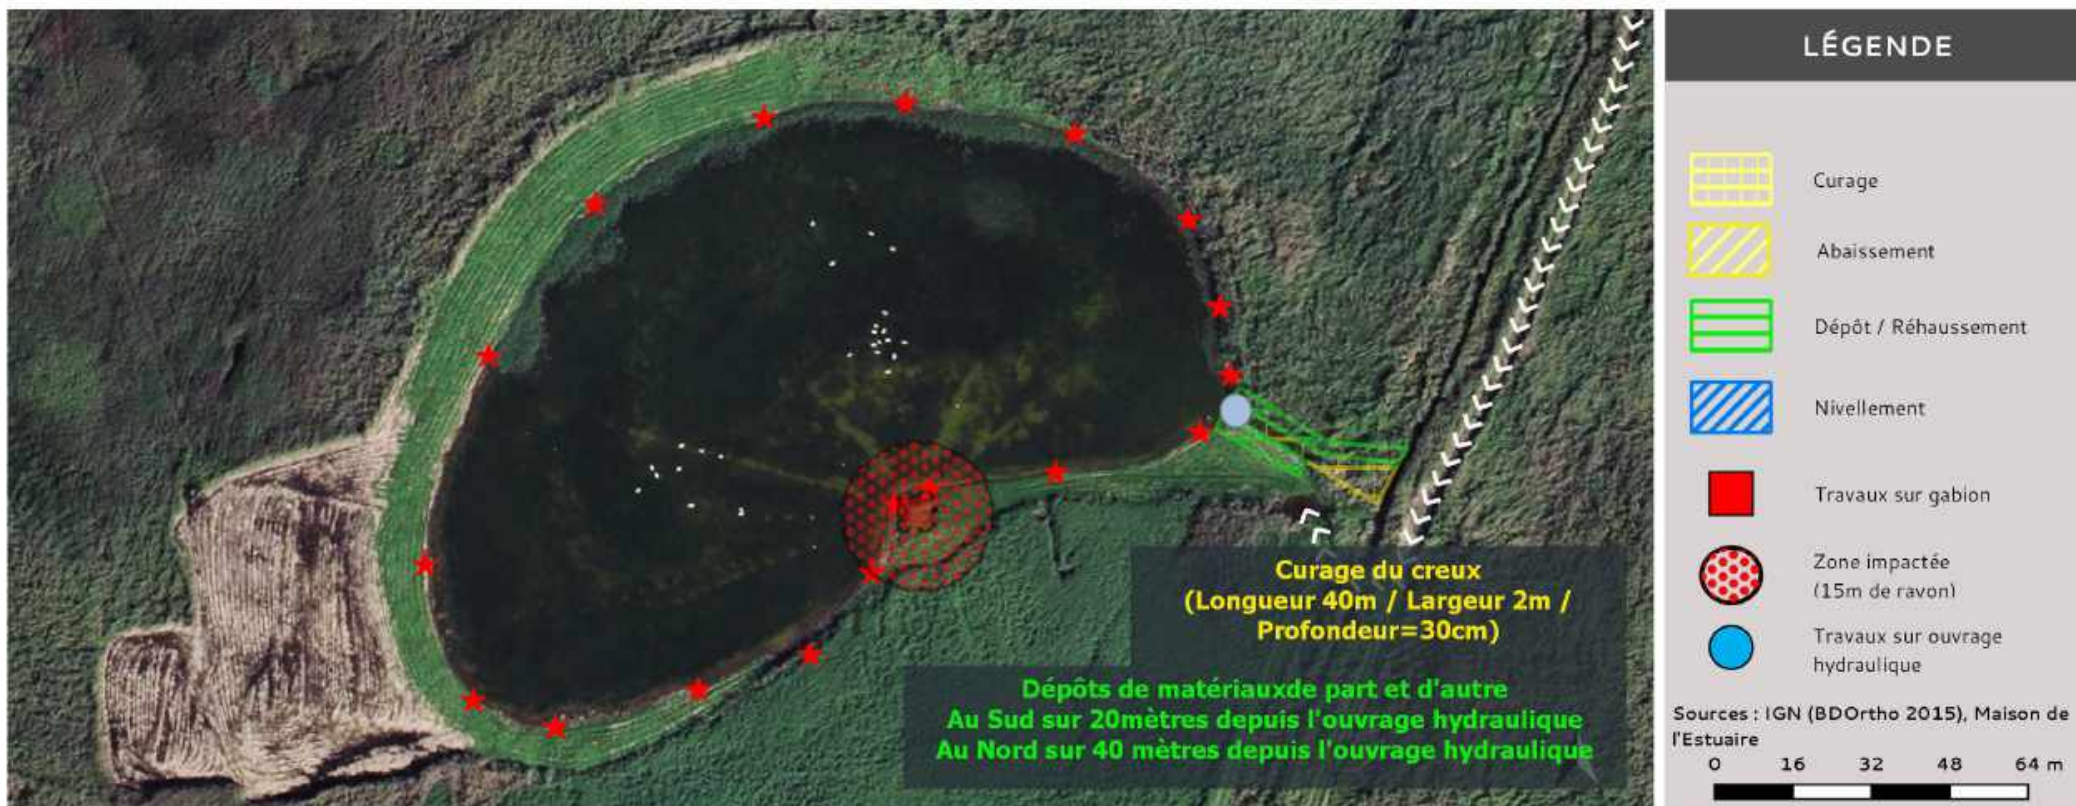 LÉGENDE
Curage
Abaissement
Dépôt / Réhaussement
Nivellement
Travaux sur gabion
Zone impactée
(15m de ravon)
Travaux sur ouvrage
hydraulique
Sources : IGN (BDOrtho 2015), Maison de
l'Estuaire
0 16 32 48 64 m
Curage du creux
(Longueur 40m / Largeur 2m /
Profondeur=30cm)
Dépôts de matériauxde part et d'autre
Au Sud sur 20mètres depuis l'ouvrage hydraulique
Au Nord sur 40 mètres depuis l'ouvrage hydraulique